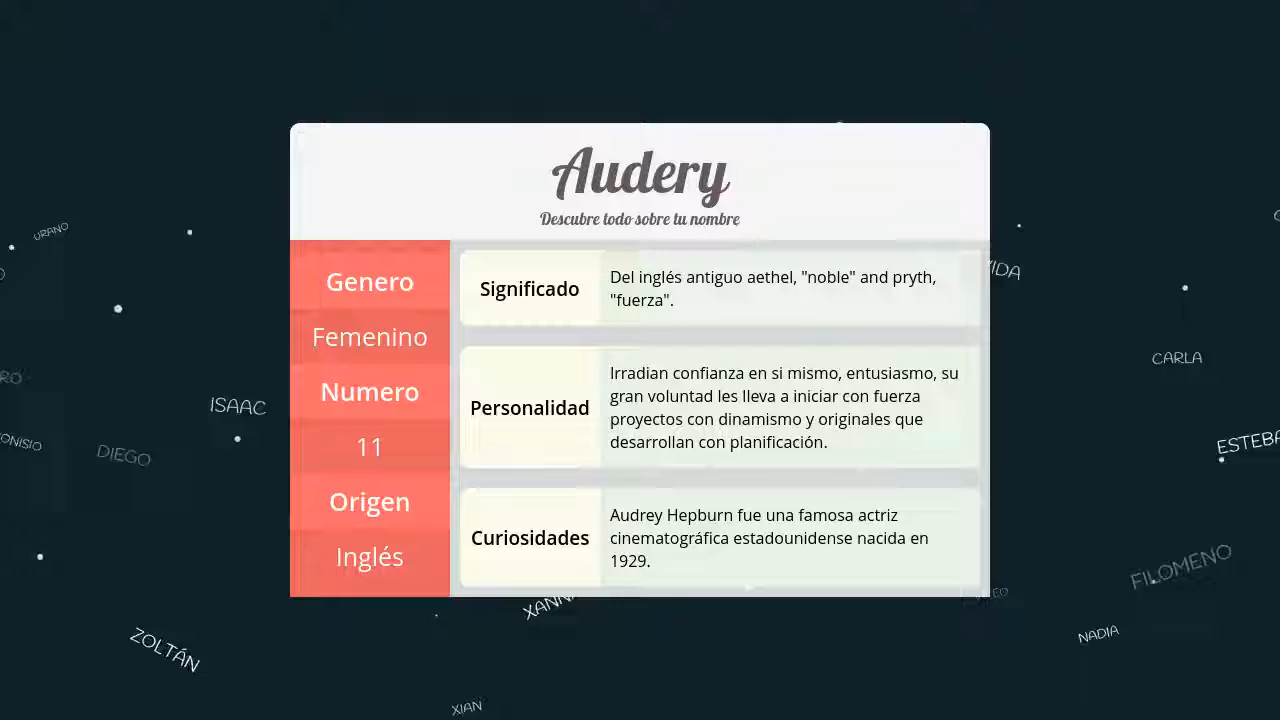 Audery
Descubre todo sobre tu nombre
Genero
Femenino
Numero
11
Origen
Inglés
Significado
Del inglés antiguo aethel, "noble" and pryth,
"fuerza".
Personalidad
Irradian confianza en si mismo, entusiasmo, su
gran voluntad les lleva a iniciar con fuerza
proyectos con dinamismo y originales que
desarrollan con planificación.
Curiosidades
Audrey Hepburn fue una famosa actriz
cinematográfica estadounidense nacida en
1929.
URANO
ISAAC
DIEGO
ZOLTÁN
XIAN
CARLA
FILOMENO
NADIA